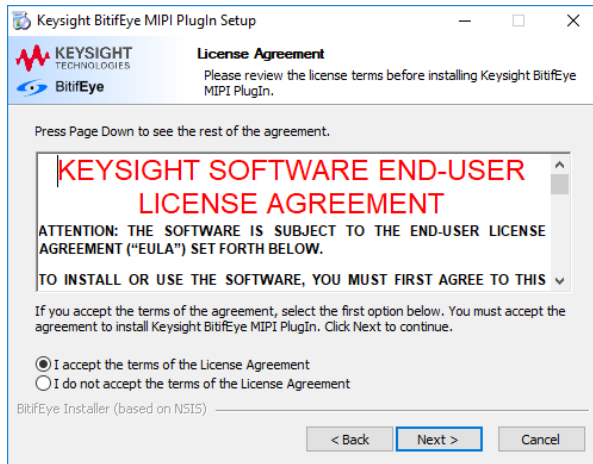 Keysight BitifEye MIPI PlugIn Setup
KEYSIGHT
TECHNOLOGIES
BitifEye
License Agreement
Please review the license terms before installing Keysight BitifEye
MIPI PlugIn.
Press Page Down to see the rest of the agreement.
KEYSIGHT SOFTWARE END-USER
LICENSE AGREEMENT
ATTENTION: THE SOFTWARE IS SUBJECT TO THE END-USER LICENSE
AGREEMENT (“EULA”) SET FORTH BELOW.
TO INSTALL OR USE THE SOFTWARE, YOU MUST FIRST AGREE TO THIS
If you accept the terms of the agreement, select the first option below. You must accept the
agreement to install Keysight BitifEye MIPI PlugIn. Click Next to continue.
I accept the terms of the License Agreement
I do not accept the terms of the License Agreement
BitifEye Installer (based on NSIS)
< Back Next > Cancel